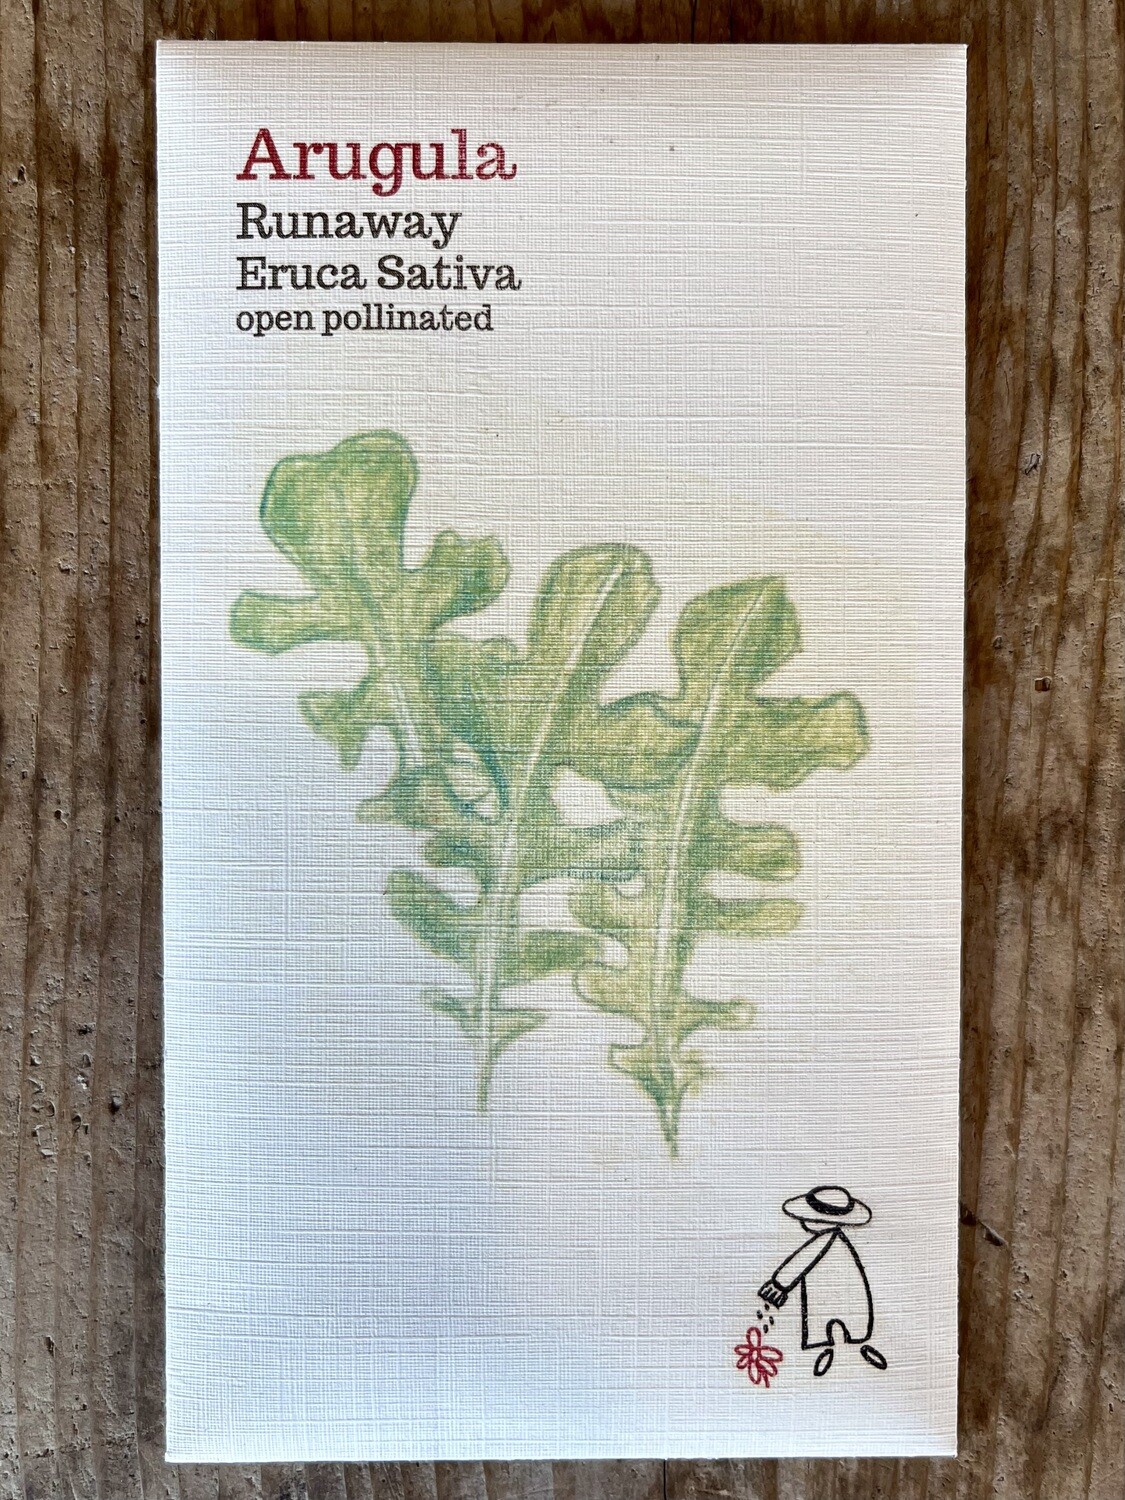 Arugula
Runaway
Eruca Sativa
open pollinated